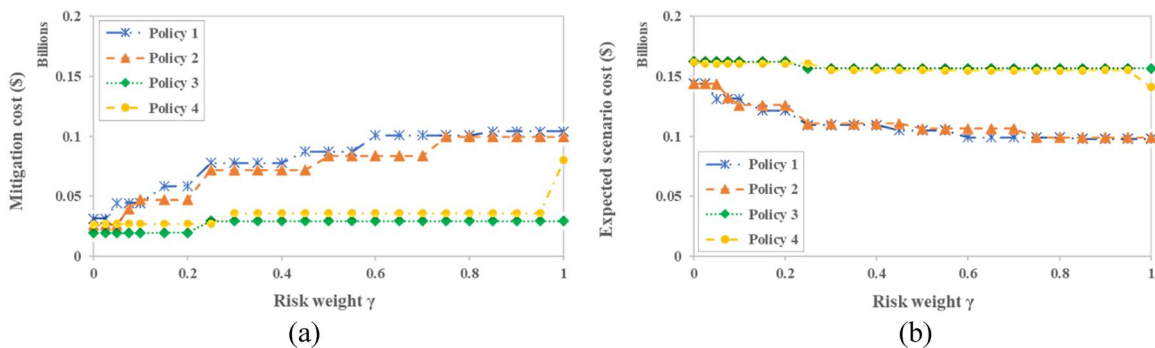 0.2
0.15
0.1
0.05
0
Billions
Mitigation cost ($)
Policy 1
Policy 2
Policy 3
Policy 4
0
0.2
0.4
0.6
0.8
1
Risk weight γ
(a)
0.2
0.15
0.1
0.05
0
Billions
Expected scenario cost ($)
Policy 1
Policy 2
Policy 3
Policy 4
0
0.2
0.4
0.6
0.8
1
Risk weight γ
(b)